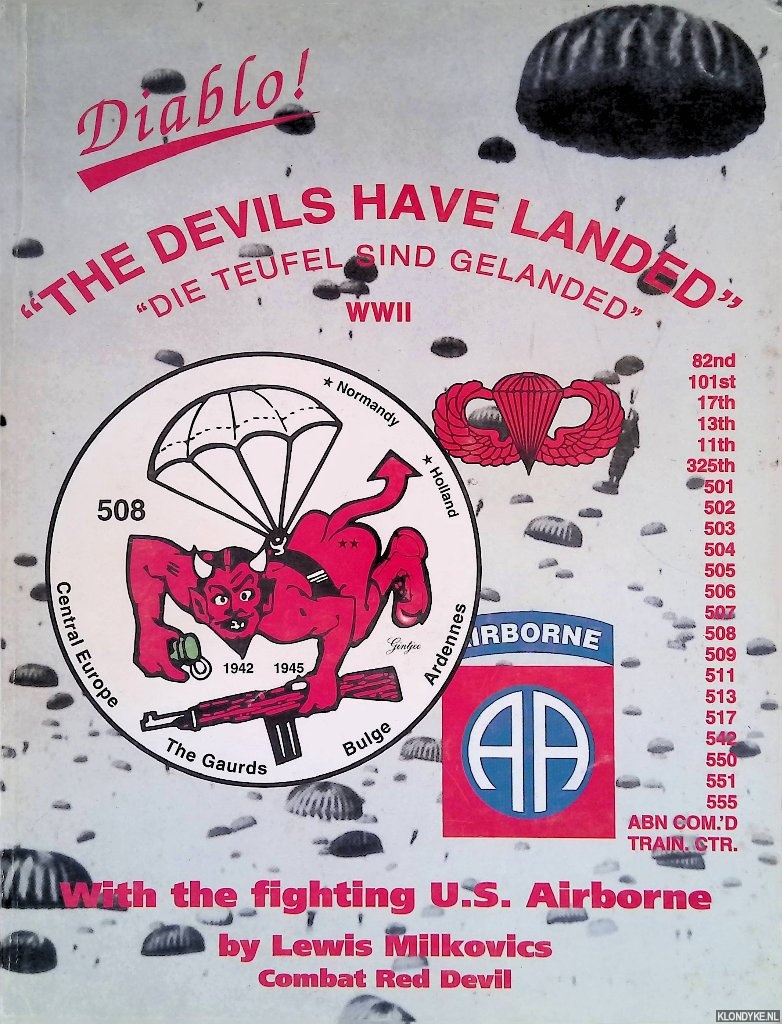 Diablo!
"THE DEVILS HAVE LANDED"
"DIE TEUFEL SIND GELANDED"
WWII
508
★ Normandy
★ Holland
Ardennes
Bulge
The Gaurds
Central Europe
1942 1945
Gentjee
AIRBORNE
AA
82nd
101st
17th
13th
11th
325th
501
502
503
504
505
506
507
508
509
511
513
517
542
550
551
555
ABN COM.'D
TRAIN. CTR.
With the fighting U.S. Airborne
by Lewis Milkovics
Combat Red Devil
KLONDYKE.NL